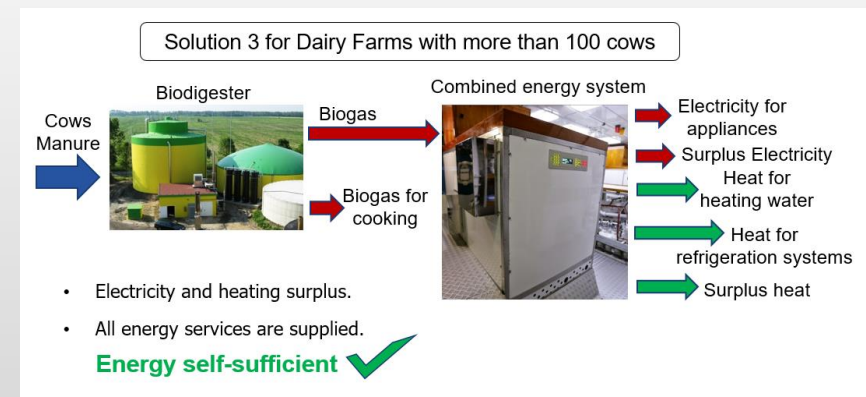 Solution 3 for Dairy Farms with more than 100 cows
Cows
Manure
Biodigester
Biogas
Biogas for
cooking
Combined energy system
Electricity for
appliances
Surplus Electricity
Heat for
heating water
Heat for
refrigeration systems
Surplus heat
• Electricity and heating surplus.
• All energy services are supplied.
Energy self-sufficient